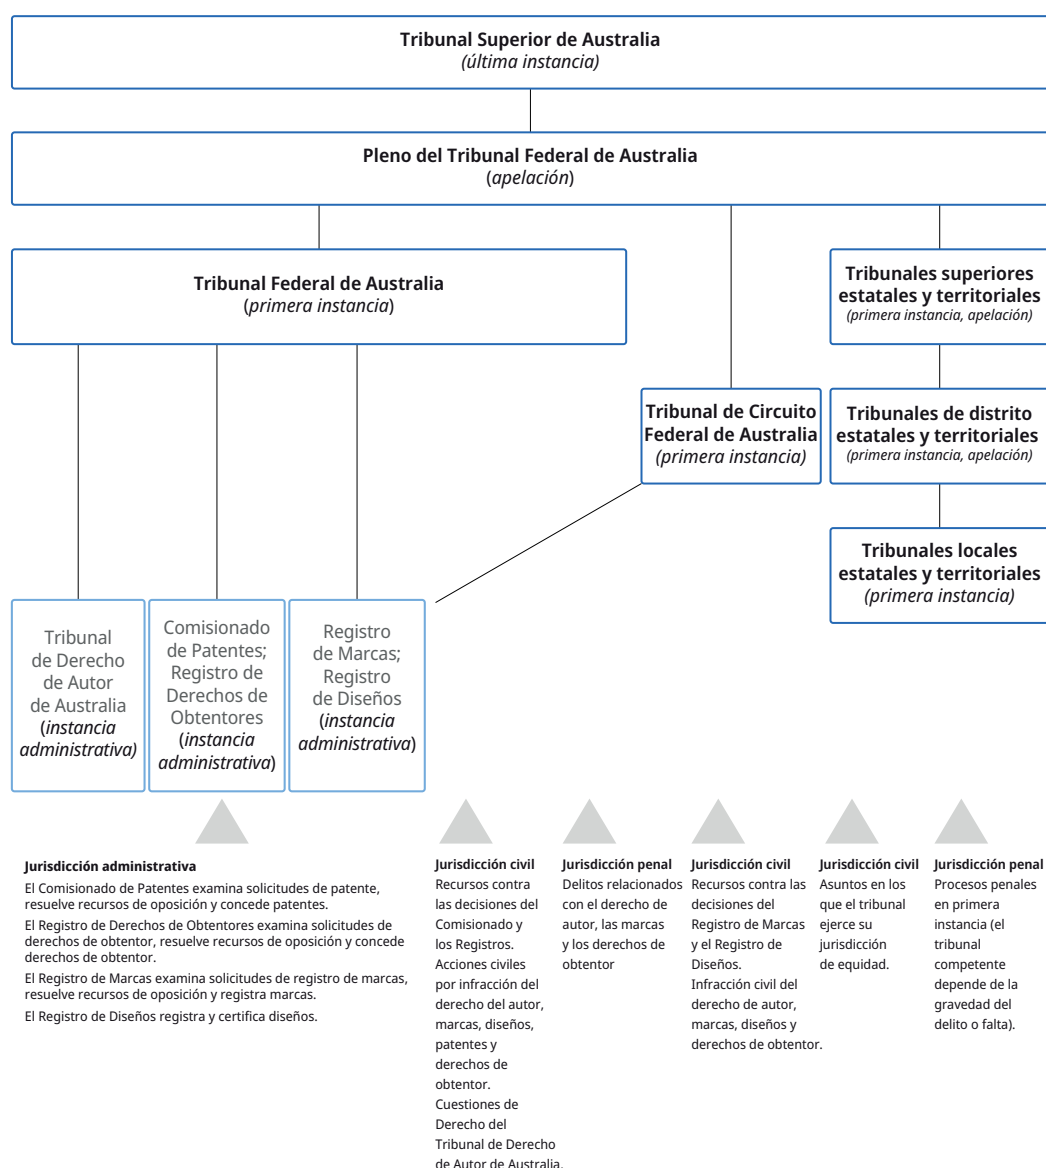 Tribunal Superior de Australia
(última instancia)
Pleno del Tribunal Federal de Australia
(apelación)
Tribunal Federal de Australia
(primera instancia)
Tribunales superiores
estatales y territoriales
(primera instancia, apelación)
Tribunal de Circuito
Federal de Australia
(primera instancia)
Tribunales de distrito
estatales y territoriales
(primera instancia, apelación)
Tribunales locales
estatales y territoriales
(primera instancia)
Tribunal
de Derecho
de Autor
de Australia
(instancia
administrativa)
Comisionado
de Patentes;
Registro de
Derechos de
Obtentores
(instancia
administrativa)
Registro
de Marcas;
Registro
de Diseños
(instancia
administrativa)
Jurisdicción administrativa
El Comisionado de Patentes examina solicitudes de patente,
resuelve recursos de oposición y concede patentes.
El Registro de Derechos de Obtentores examina solicitudes de
derechos de obtentor, resuelve recursos de oposición y concede
derechos de obtentor.
El Registro de Marcas examina solicitudes de registro de marcas,
resuelve recursos de oposición y registra marcas.
El Registro de Diseños registra y certifica diseños.
Jurisdicción civil
Recursos contra
las decisiones del
Comisionado y
los Registros.
Acciones civiles
por infracción del
derecho del autor,
marcas, diseños,
patentes y
derechos de
obtentor.
Cuestiones de
Derecho del
Tribunal de Derecho
de Autor de Australia.
Jurisdicción penal
Delitos relacionados
con el derecho de
autor, las marcas
y los derechos de
obtentor
Jurisdicción civil
Recursos contra las
decisiones del
Registro de Marcas
y el Registro de
Diseños.
Infracción civil del
derecho de autor,
marcas, diseños y
derechos de obtentor.
Jurisdicción civil
Asuntos en los
que el tribunal
ejerce su
jurisdicción
de equidad.
Jurisdicción penal
Procesos penales
en primera
instancia (el
tribunal
competente
depende de la
gravedad del
delito o falta).